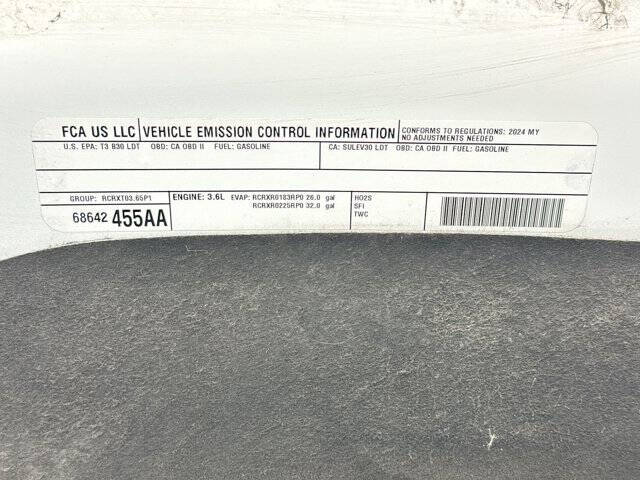 FCA US LLC VEHICLE EMISSION CONTROL INFORMATION CONFORMS TO REGULATIONS: 2024 MY
NO ADJUSTMENTS NEEDED
U.S. EPA: T3 B30 LDT OBD: CA OBD II FUEL: GASOLINE CA: SULEV30 LDT OBD: CA OBD II FUEL: GASOLINE
GROUP: RCRXT03.65P1 ENGINE: 3.6L EVAP: RCRXR0183RP0 26.0 gal HO2S
RCRXR0225RP0 32.0 gal SFI
68642 455AA TWC